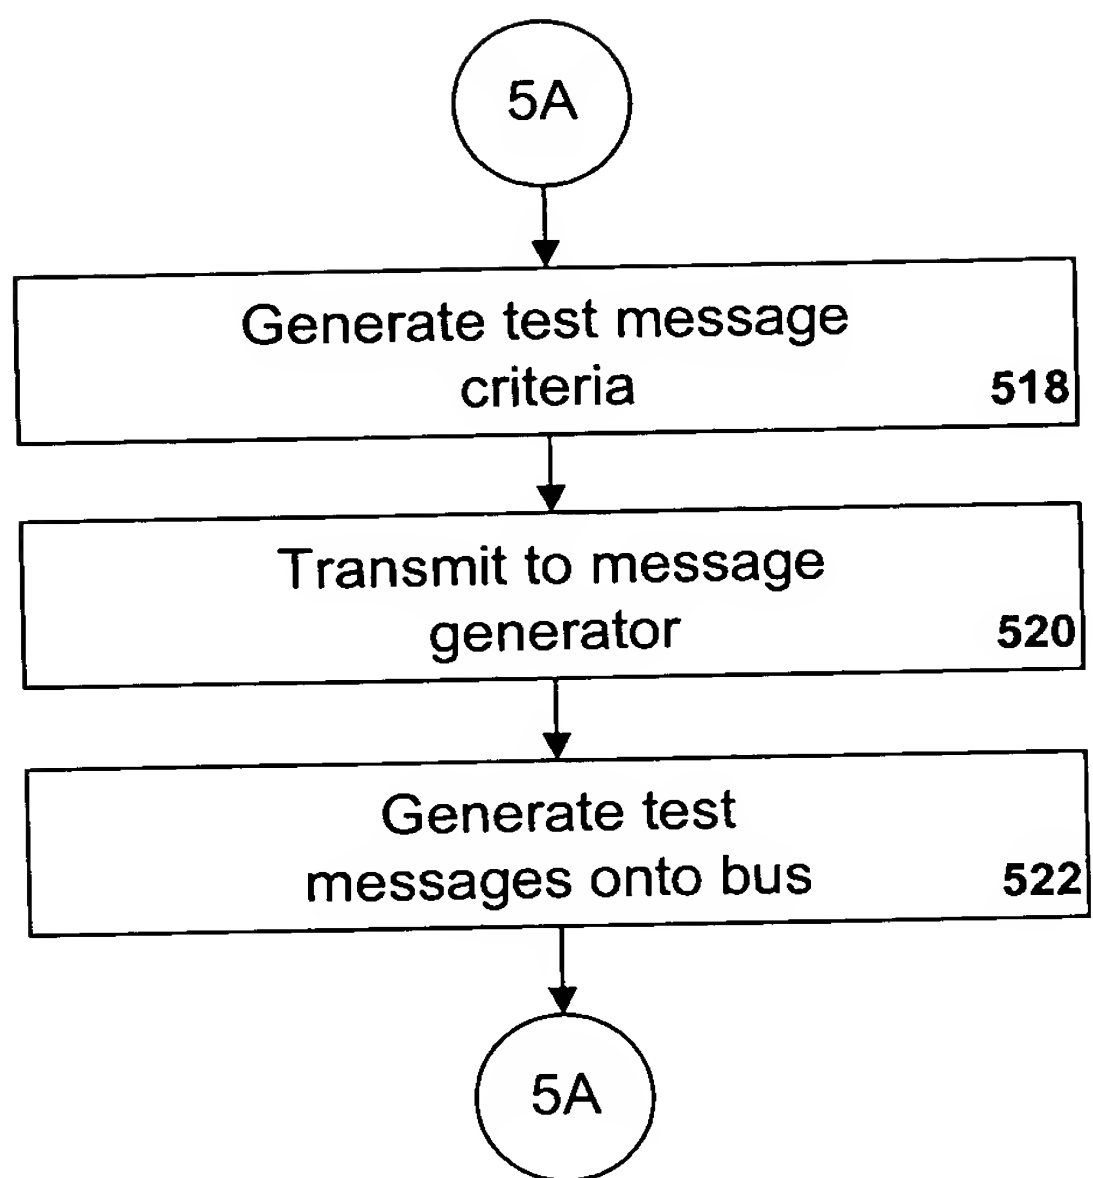 5A
Generate test message
criteria
518
Transmit to message
generator
520
Generate test
messages onto bus
522
5A